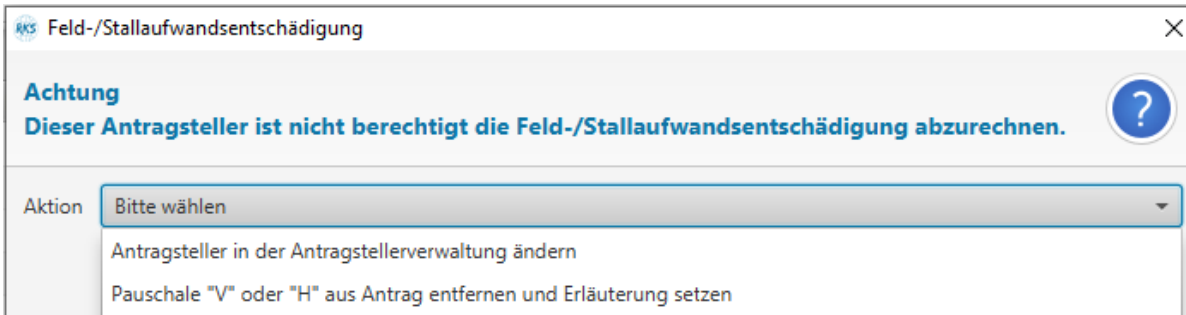 RKS Feld-/Stallaufwandsentschädigung
Achtung
Dieser Antragsteller ist nicht berechtigt die Feld-/Stallaufwandsentschädigung abzurechnen.
?
Aktion Bitte wählen
Antragsteller in der Antragstellerverwaltung ändern
Pauschale "V" oder "H" aus Antrag entfernen und Erläuterung setzen